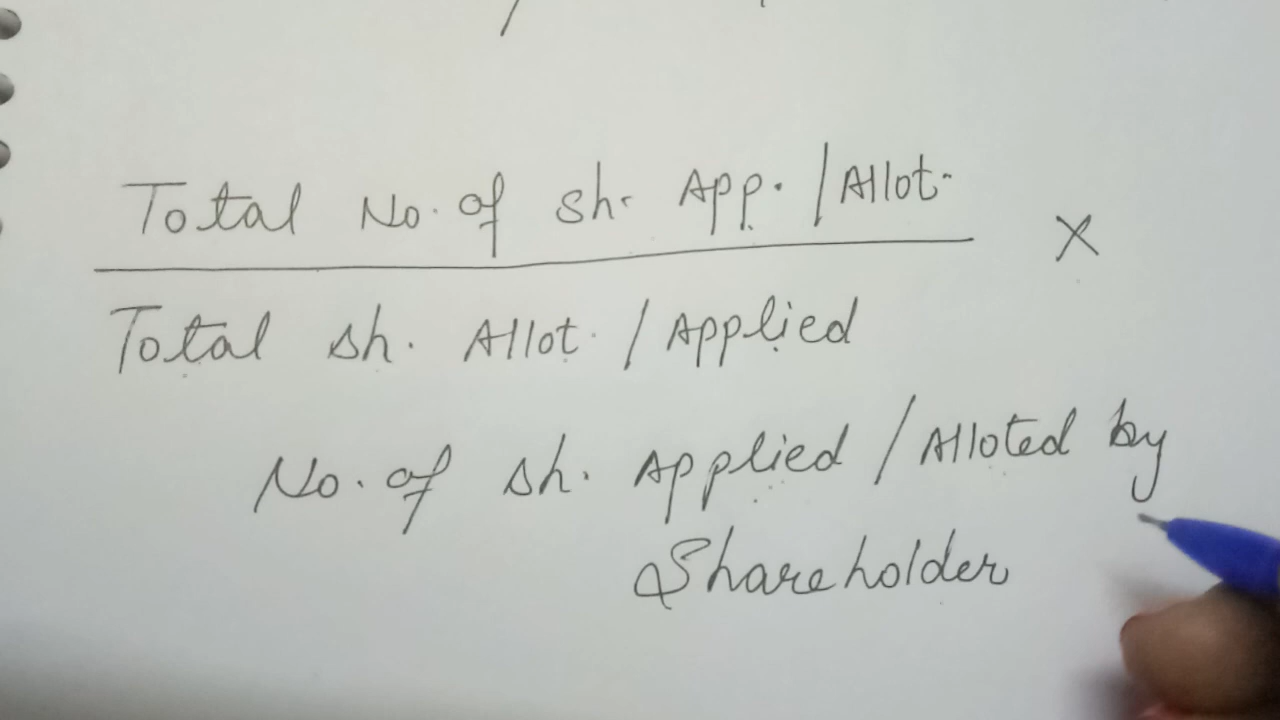 Total No. of sh. App. / Allot. ×
Total sh. Allot. / Applied
No. of sh. Applied / Alloted by
Shareholder